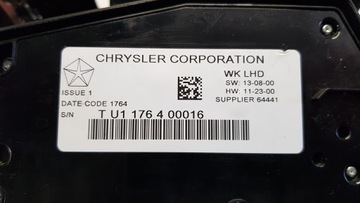 CHRYSLER CORPORATION
WK LHD
SW: 13-08-00
HW: 11-23-00
SUPPLIER 64441
ISSUE 1
DATE CODE 1764
S/N T U1 176 4 00016